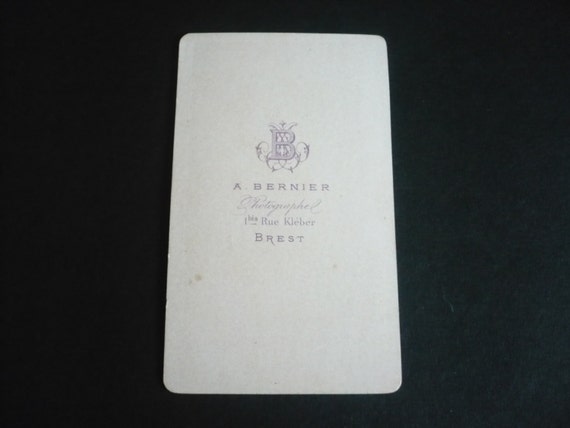 B
A. BERNIER
Photographe
1bis Rue Kléber
BREST